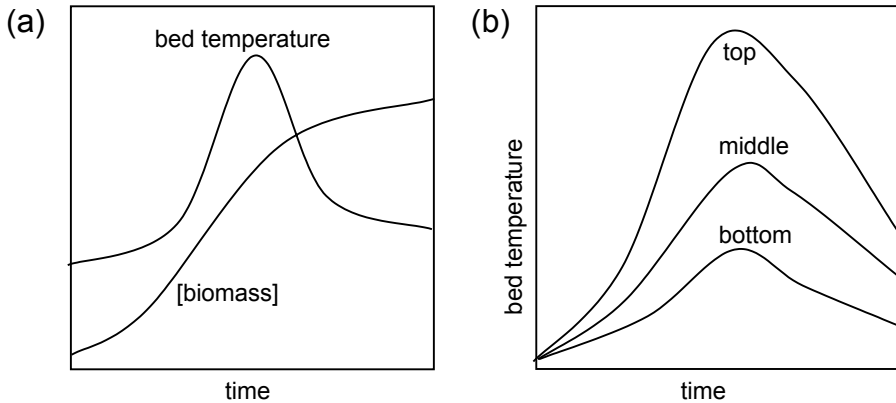 (a)
bed temperature
[biomass]
time
(b)
top
middle
bottom
bed temperature
time